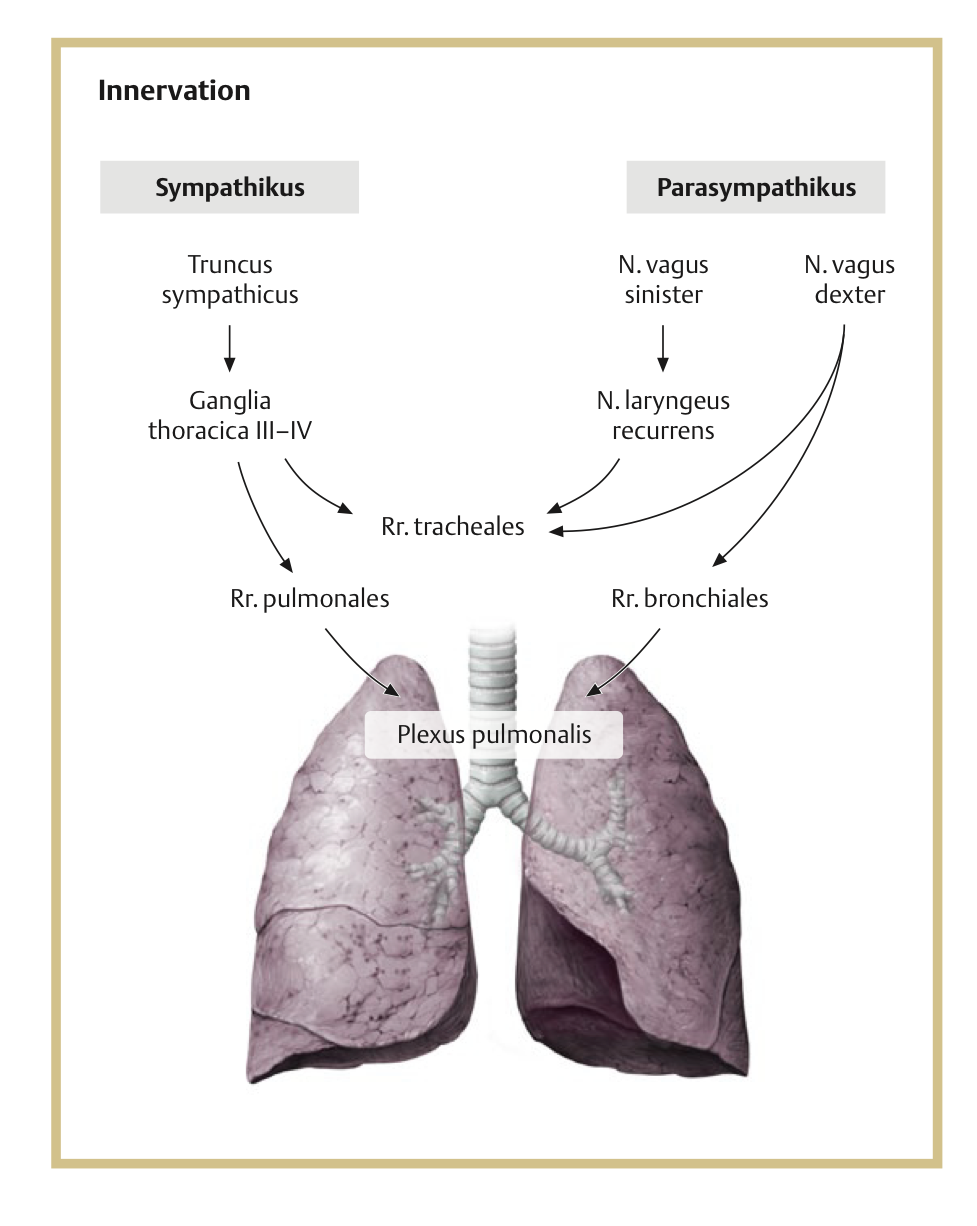 Innervation
Sympathikus
Parasympathikus
Truncus
sympathicus
N. vagus
sinister
N. vagus
dexter
Ganglia
thoracica III–IV
N. laryngeus
recurrens
Rr. tracheales
Rr. pulmonales
Rr. bronchiales
Plexus pulmonalis